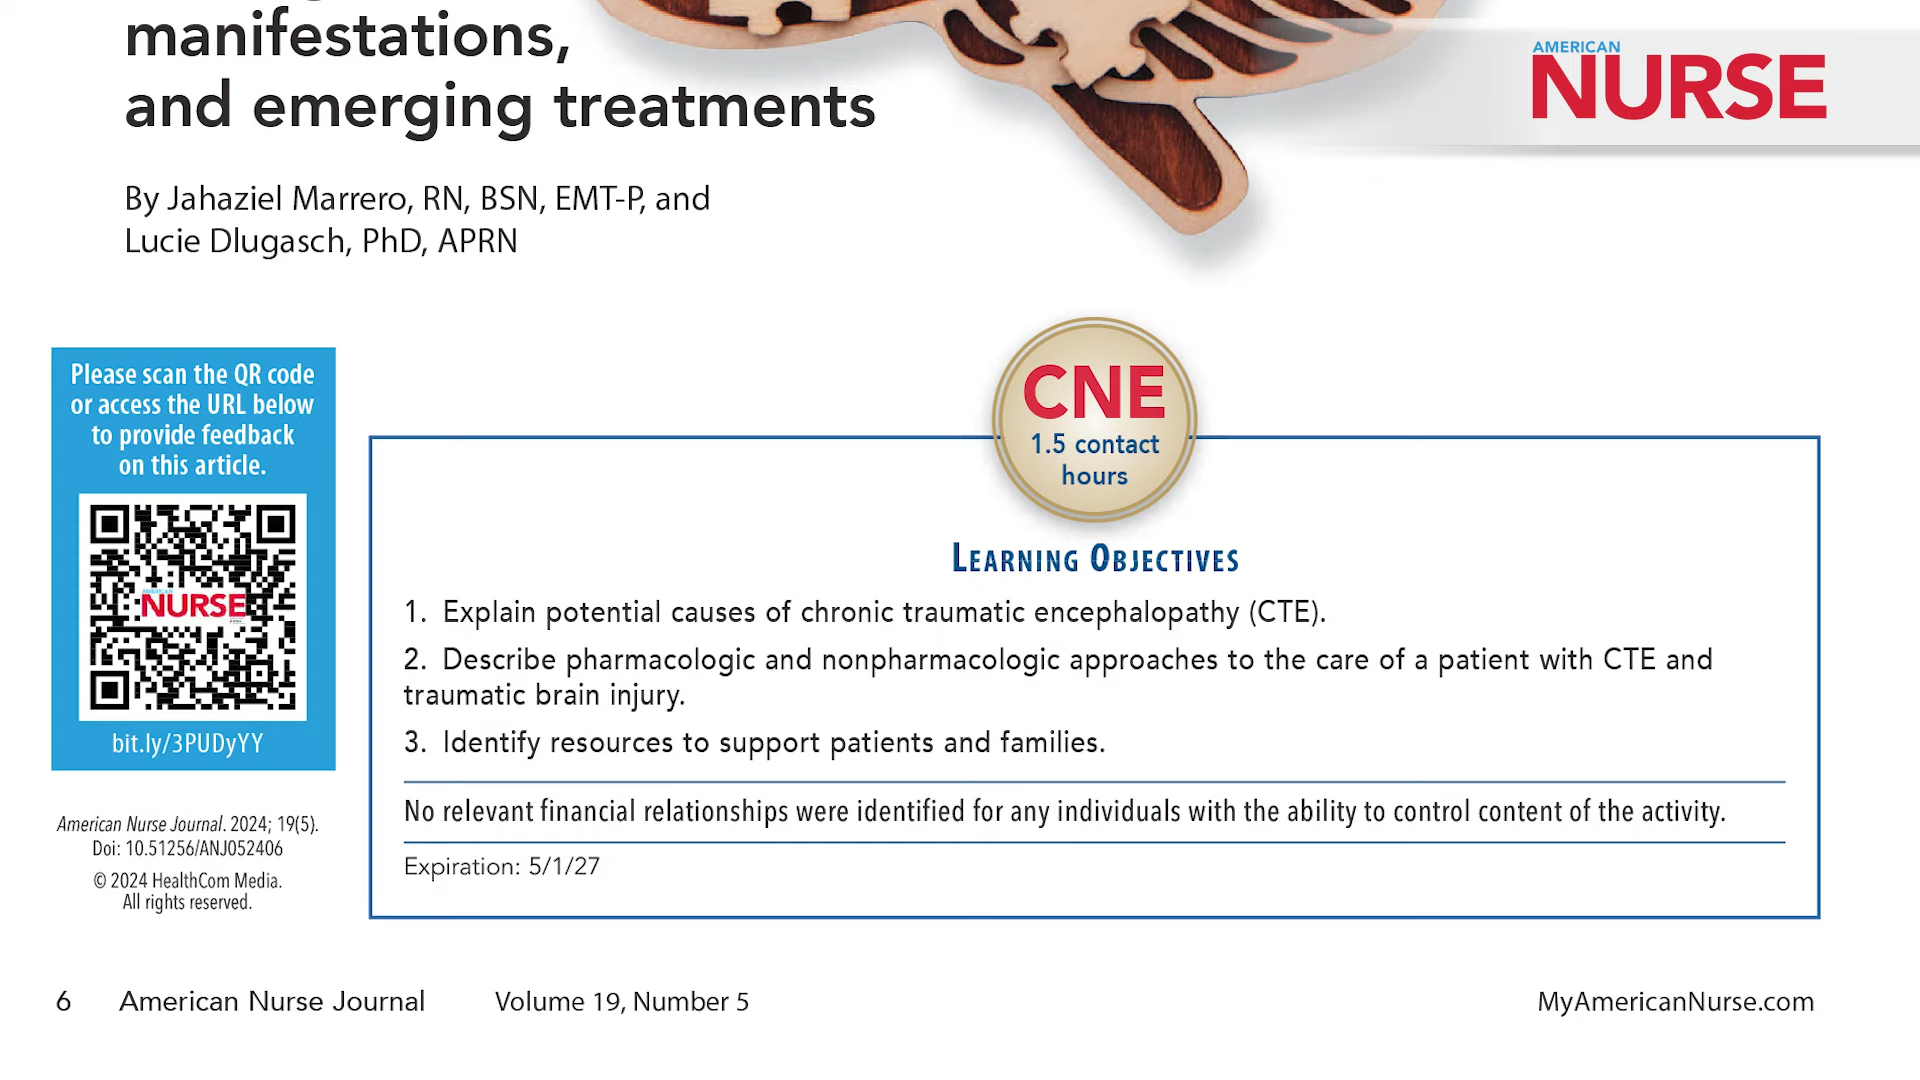 manifestations,
and emerging treatments
AMERICAN
NURSE
By Jahaziel Marrero, RN, BSN, EMT-P, and
Lucie Dlugasch, PhD, APRN
Please scan the QR code
or access the URL below
to provide feedback
on this article.
NURSE
bit.ly/3PUDyYY
American Nurse Journal. 2024; 19(5).
Doi: 10.51256/ANJ052406
© 2024 HealthCom Media.
All rights reserved.
CNE
1.5 contact
hours
LEARNING OBJECTIVES
1. Explain potential causes of chronic traumatic encephalopathy (CTE).
2. Describe pharmacologic and nonpharmacologic approaches to the care of a patient with CTE and
traumatic brain injury.
3. Identify resources to support patients and families.
No relevant financial relationships were identified for any individuals with the ability to control content of the activity.
Expiration: 5/1/27
6 American Nurse Journal Volume 19, Number 5 MyAmericanNurse.com